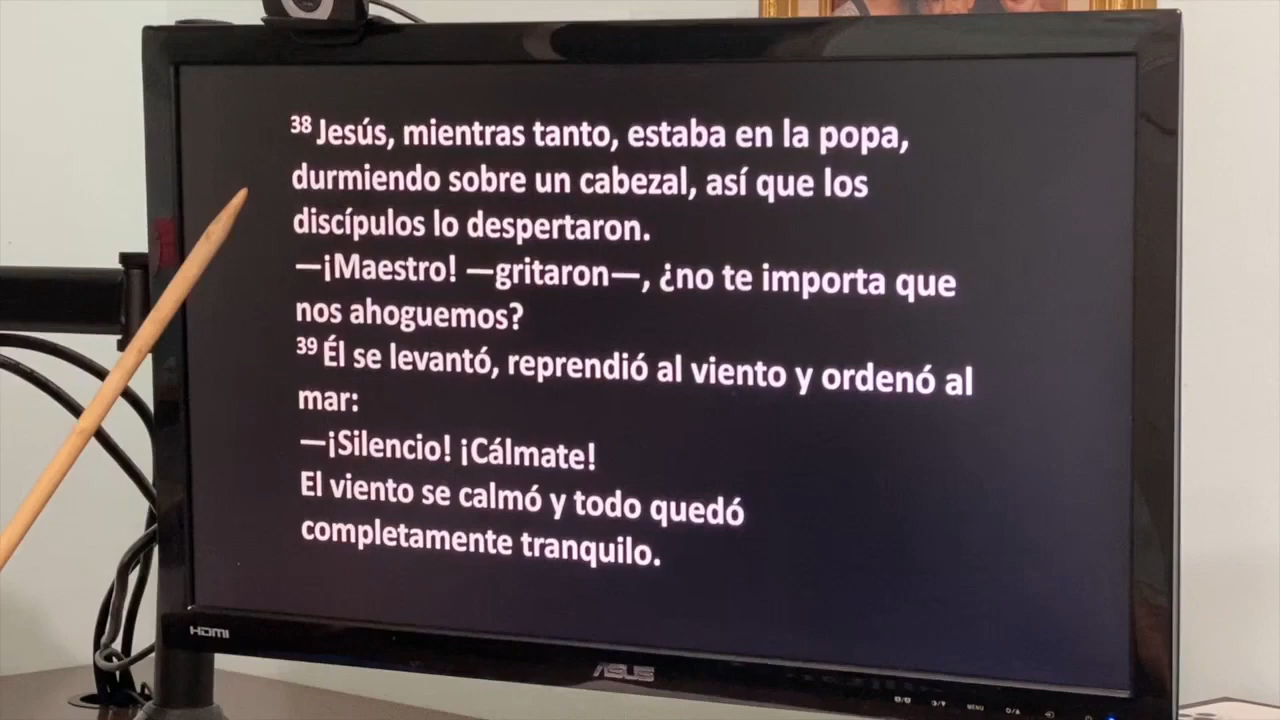 38 Jesús, mientras tanto, estaba en la popa,
durmiendo sobre un cabezal, así que los
discípulos lo despertaron.
—¡Maestro! —gritaron—, ¿no te importa que
nos ahoguemos?
39 Él se levantó, reprendió al viento y ordenó al
mar:
—¡Silencio! ¡Cálmate!
El viento se calmó y todo quedó
completamente tranquilo.
HDMI
ASUS
MENU